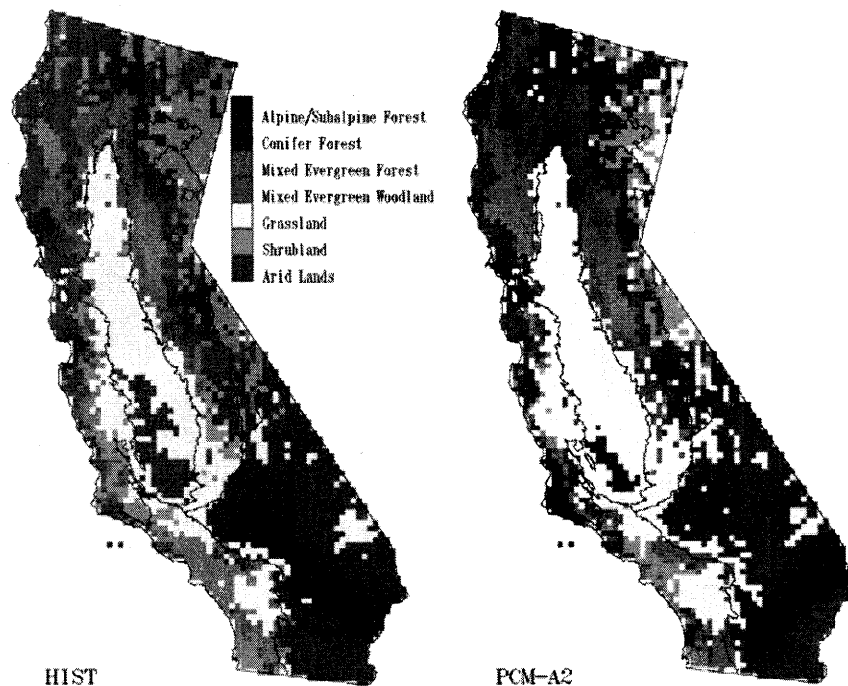 Alpine/Subalpine Forest
Conifer Forest
Mixed Evergreen Forest
Mixed Evergreen Woodland
Grassland
Shrubland
Arid Lands
HIST
PCM-A2